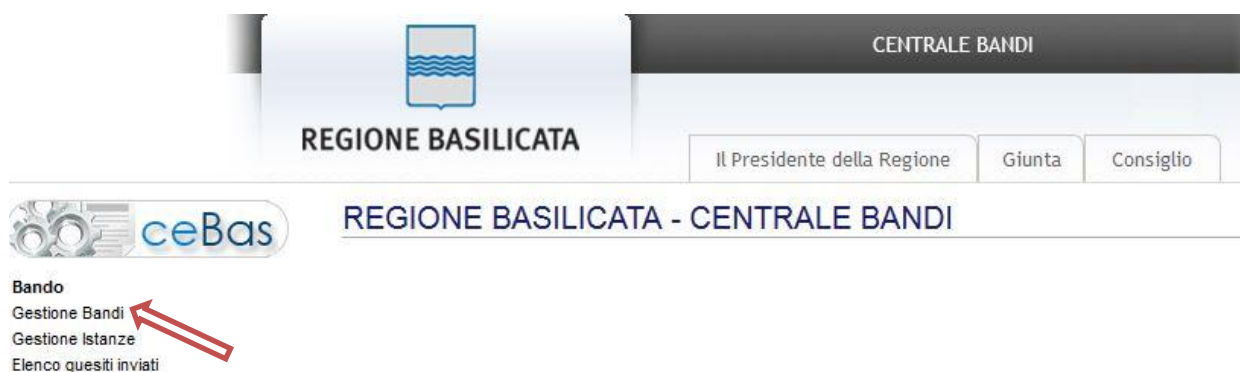 CENTRALE BANDI
REGIONE BASILICATA
Il Presidente della Regione
Giunta
Consiglio
ceBas
REGIONE BASILICATA - CENTRALE BANDI
Bando
Gestione Bandi
Gestione Istanze
Elenco quesiti inviati